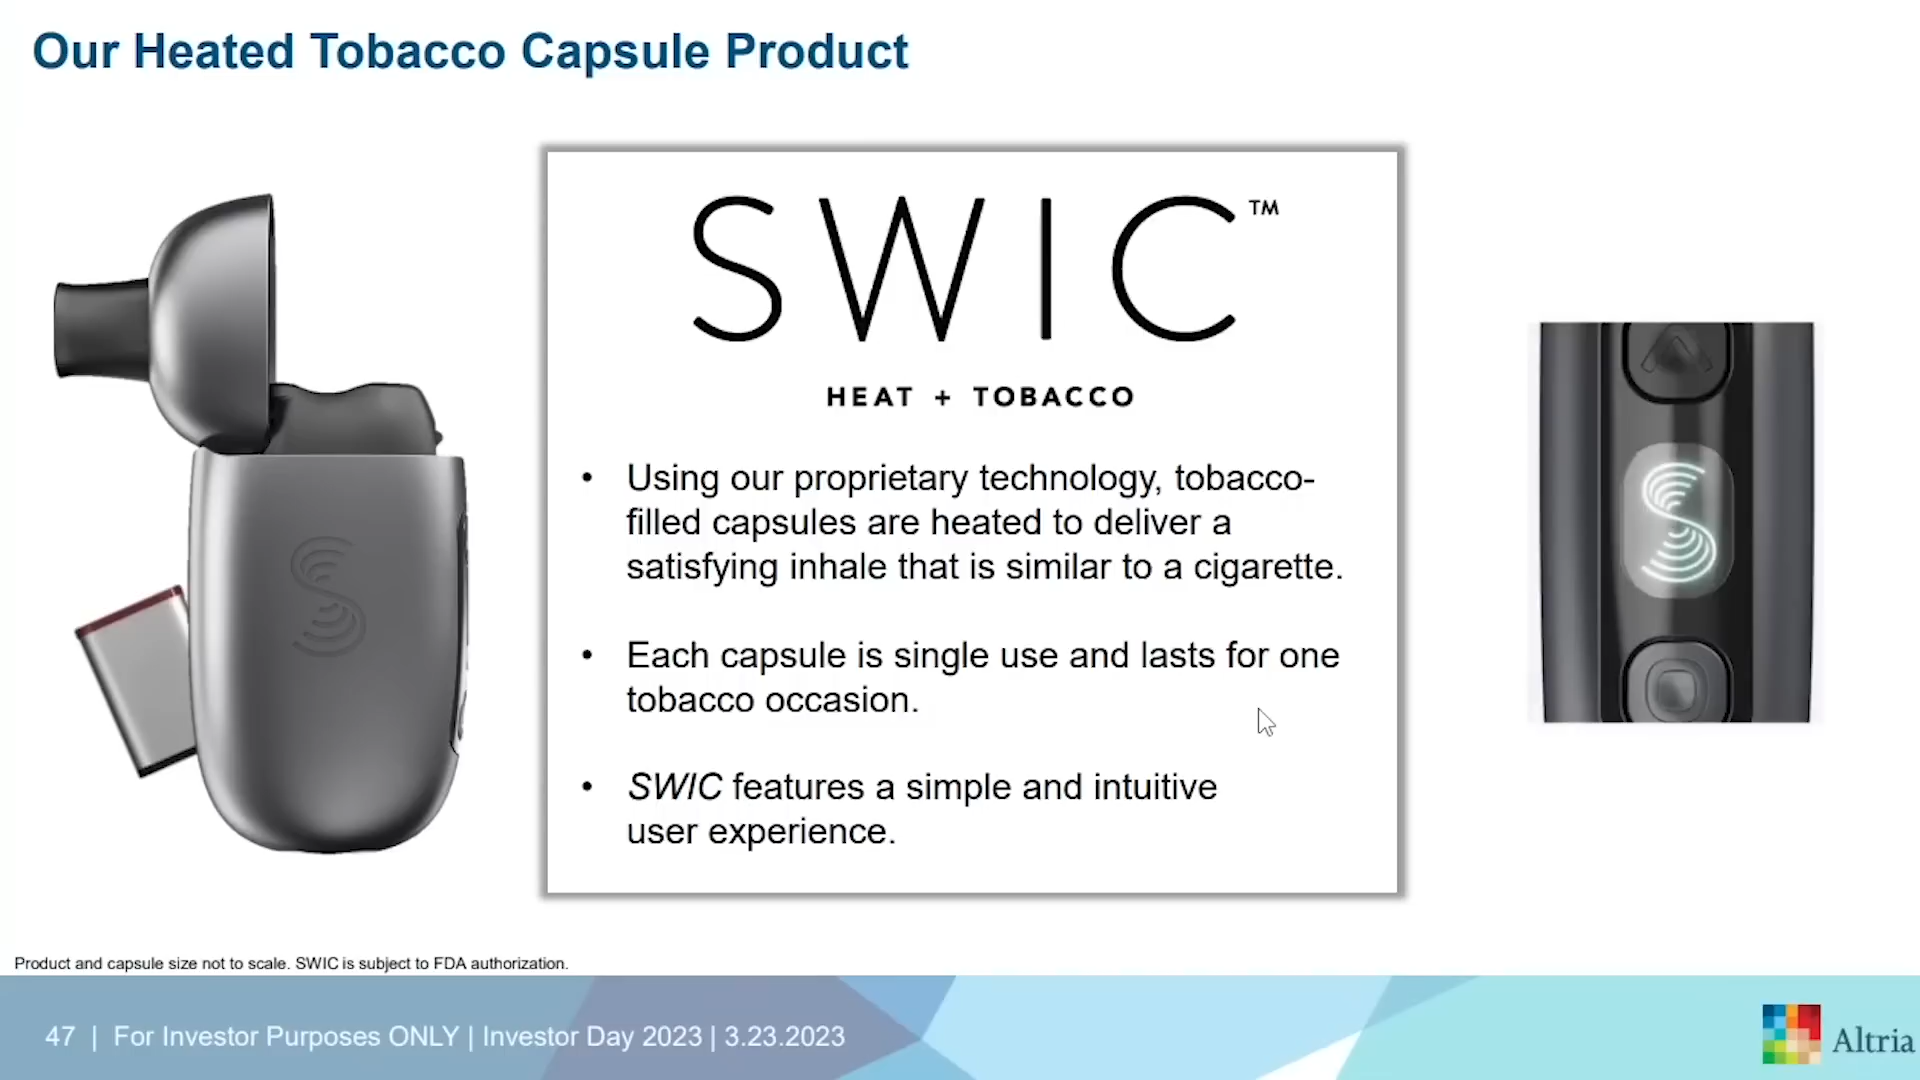 Our Heated Tobacco Capsule Product
SWIC™
HEAT + TOBACCO
• Using our proprietary technology, tobacco-
filled capsules are heated to deliver a
satisfying inhale that is similar to a cigarette.
• Each capsule is single use and lasts for one
tobacco occasion.
• SWIC features a simple and intuitive
user experience.
S
S
Product and capsule size not to scale. SWIC is subject to FDA authorization.
47 | For Investor Purposes ONLY | Investor Day 2023 | 3.23.2023
Altria